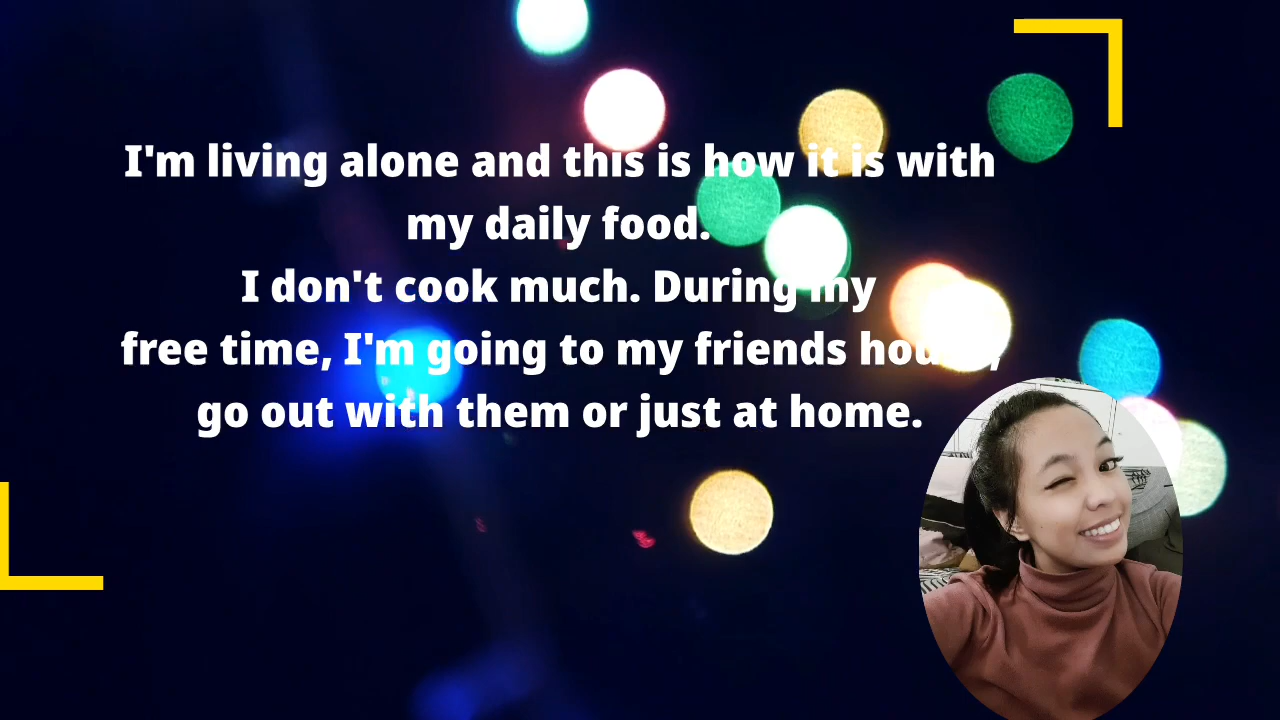 I'm living alone and this is how it is with
my daily food.
I don't cook much. During my
free time, I'm going to my friends house,
go out with them or just at home.